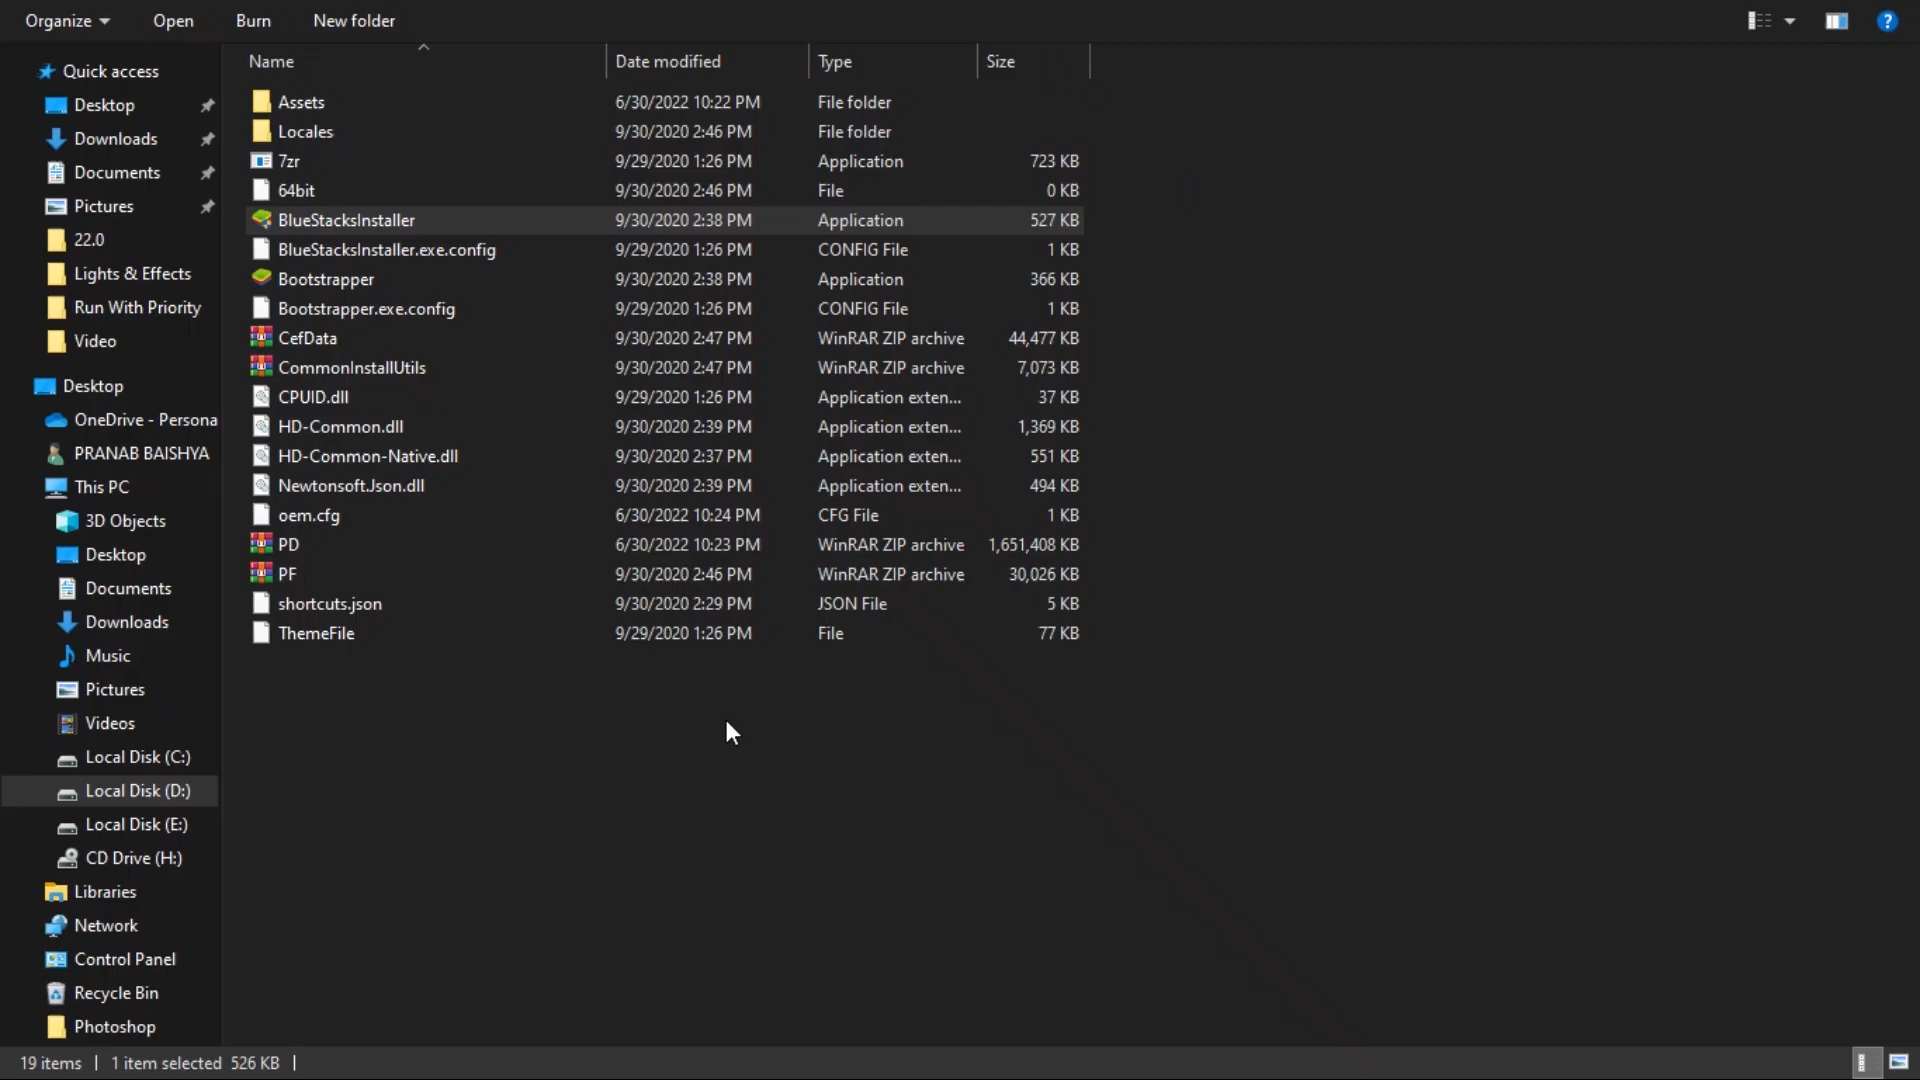 Organize Open Burn New folder
Name Date modified Type Size
Quick access
Desktop
Downloads
Documents
Pictures
22.0
Lights & Effects
Run With Priority
Video
Desktop
OneDrive - Persona
PRANAB BAISHYA
This PC
3D Objects
Desktop
Documents
Downloads
Music
Pictures
Videos
Local Disk (C:)
Local Disk (D:)
Local Disk (E:)
CD Drive (H:)
Libraries
Network
Control Panel
Recycle Bin
Photoshop
Assets 6/30/2022 10:22 PM File folder
Locales 9/30/2020 2:46 PM File folder
7zr 9/29/2020 1:26 PM Application 723 KB
64bit 9/30/2020 2:46 PM File 0 KB
BlueStacksInstaller 9/30/2020 2:38 PM Application 527 KB
BlueStacksInstaller.exe.config 9/29/2020 1:26 PM CONFIG File 1 KB
Bootstrapper 9/30/2020 2:38 PM Application 366 KB
Bootstrapper.exe.config 9/29/2020 1:26 PM CONFIG File 1 KB
CefData 9/30/2020 2:47 PM WinRAR ZIP archive 44,477 KB
CommonInstallUtils 9/30/2020 2:47 PM WinRAR ZIP archive 7,073 KB
CPUID.dll 9/29/2020 1:26 PM Application exten... 37 KB
HD-Common.dll 9/30/2020 2:39 PM Application exten... 1,369 KB
HD-Common-Native.dll 9/30/2020 2:37 PM Application exten... 551 KB
Newtonsoft.Json.dll 9/30/2020 2:39 PM Application exten... 494 KB
oem.cfg 6/30/2022 10:24 PM CFG File 1 KB
PD 6/30/2022 10:23 PM WinRAR ZIP archive 1,651,408 KB
PF 9/30/2020 2:46 PM WinRAR ZIP archive 30,026 KB
shortcuts.json 9/30/2020 2:29 PM JSON File 5 KB
ThemeFile 9/29/2020 1:26 PM File 77 KB
19 items | 1 item selected 526 KB |